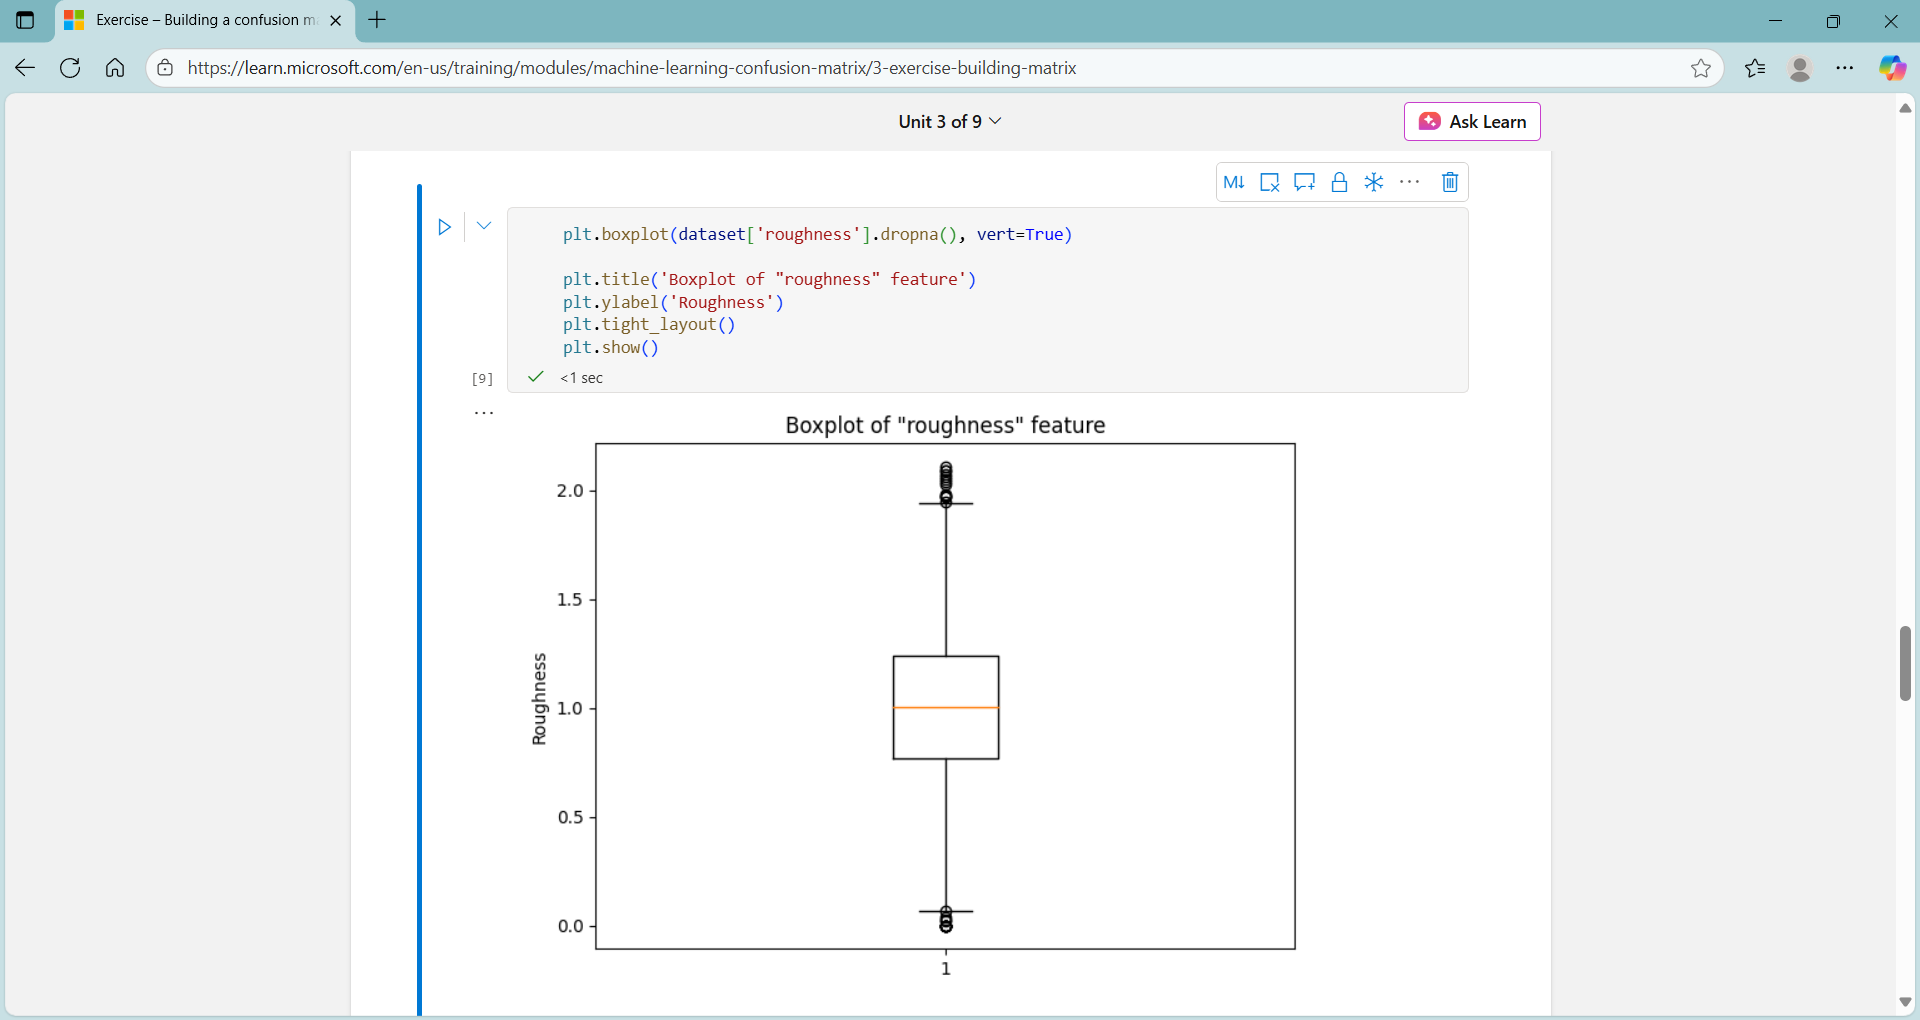 Exercise – Building a confusion m
https://learn.microsoft.com/en-us/training/modules/machine-learning-confusion-matrix/3-exercise-building-matrix
Unit 3 of 9
Ask Learn
M↓
plt.boxplot(dataset['roughness'].dropna(), vert=True)
plt.title('Boxplot of "roughness" feature')
plt.ylabel('Roughness')
plt.tight_layout()
plt.show()
[9]
<1 sec
Boxplot of "roughness" feature
2.0
1.5
1.0
0.5
0.0
Roughness
1